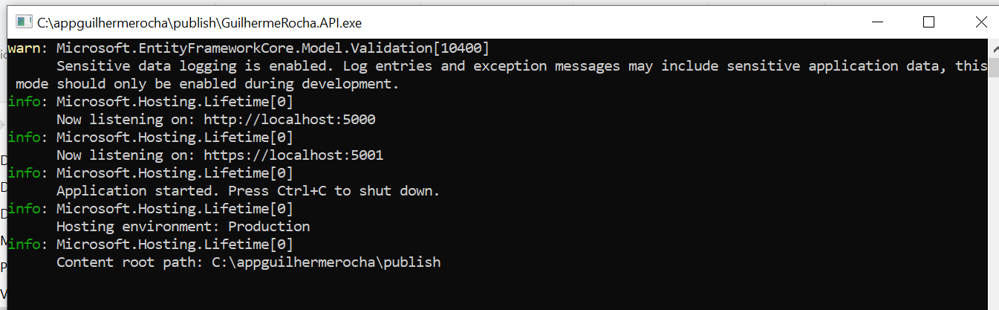 C:\appguilhermerocha\publish\GuilhermeRocha.API.exe
warn: Microsoft.EntityFrameworkCore.Model.Validation[10400]
Sensitive data logging is enabled. Log entries and exception messages may include sensitive application data, this
mode should only be enabled during development.
info: Microsoft.Hosting.Lifetime[0]
Now listening on: http://localhost:5000
info: Microsoft.Hosting.Lifetime[0]
Now listening on: https://localhost:5001
info: Microsoft.Hosting.Lifetime[0]
Application started. Press Ctrl+C to shut down.
info: Microsoft.Hosting.Lifetime[0]
Hosting environment: Production
info: Microsoft.Hosting.Lifetime[0]
Content root path: C:\appguilhermerocha\publish